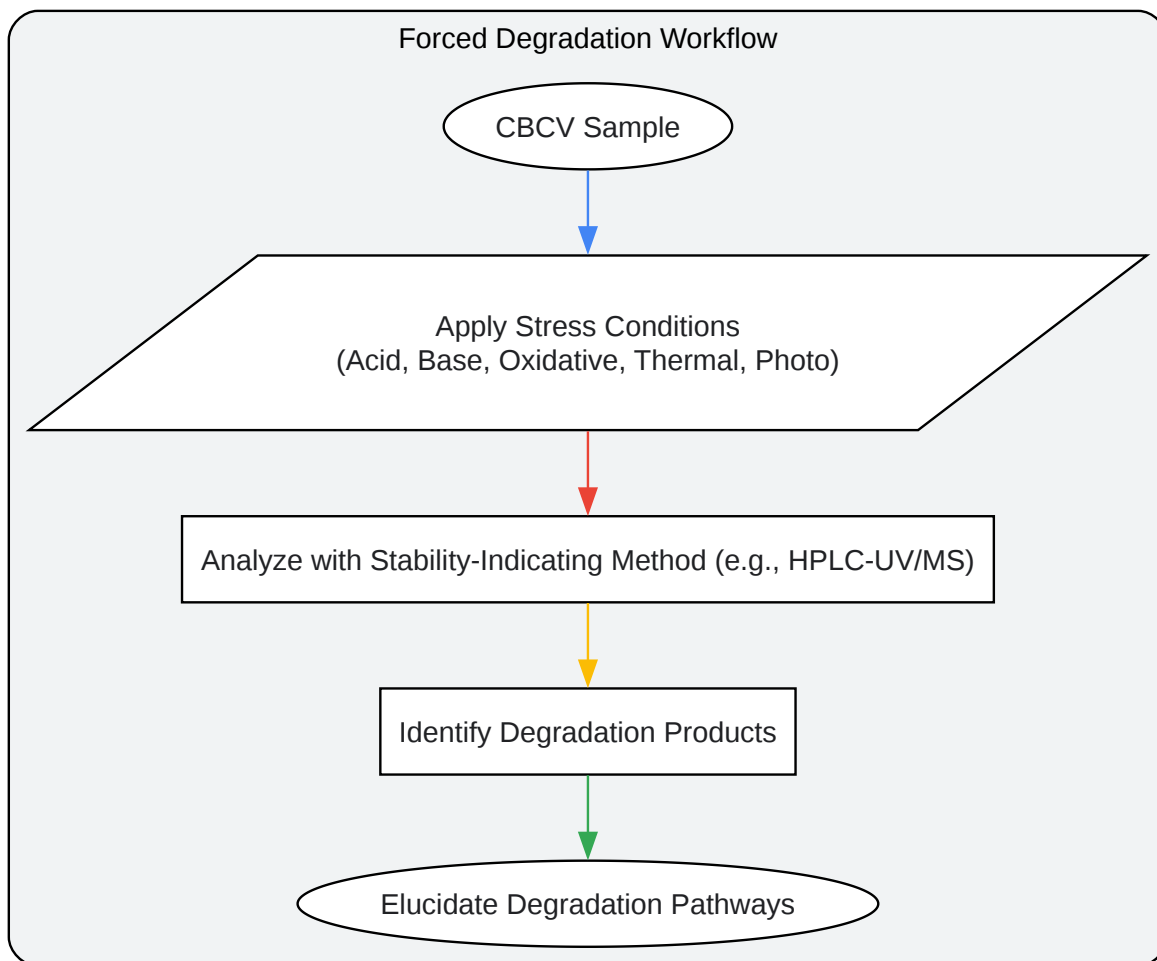 Forced Degradation Workflow
CBCV Sample
Apply Stress Conditions
(Acid, Base, Oxidative, Thermal, Photo)
Analyze with Stability-Indicating Method (e.g., HPLC-UV/MS)
Identify Degradation Products
Elucidate Degradation Pathways